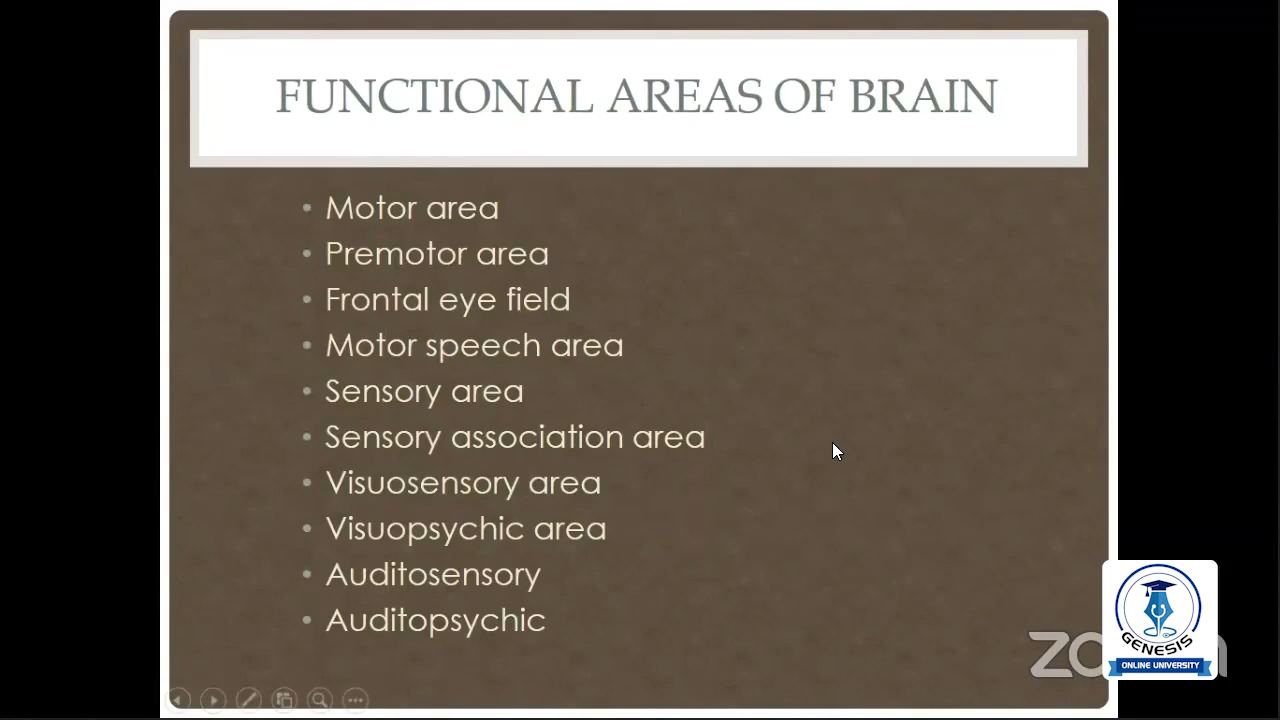 FUNCTIONAL AREAS OF BRAIN
• Motor area
• Premotor area
• Frontal eye field
• Motor speech area
• Sensory area
• Sensory association area
• Visuosensory area
• Visuopsychic area
• Auditosensory
• Auditopsychic
GENESIS
ONLINE UNIVERSITY